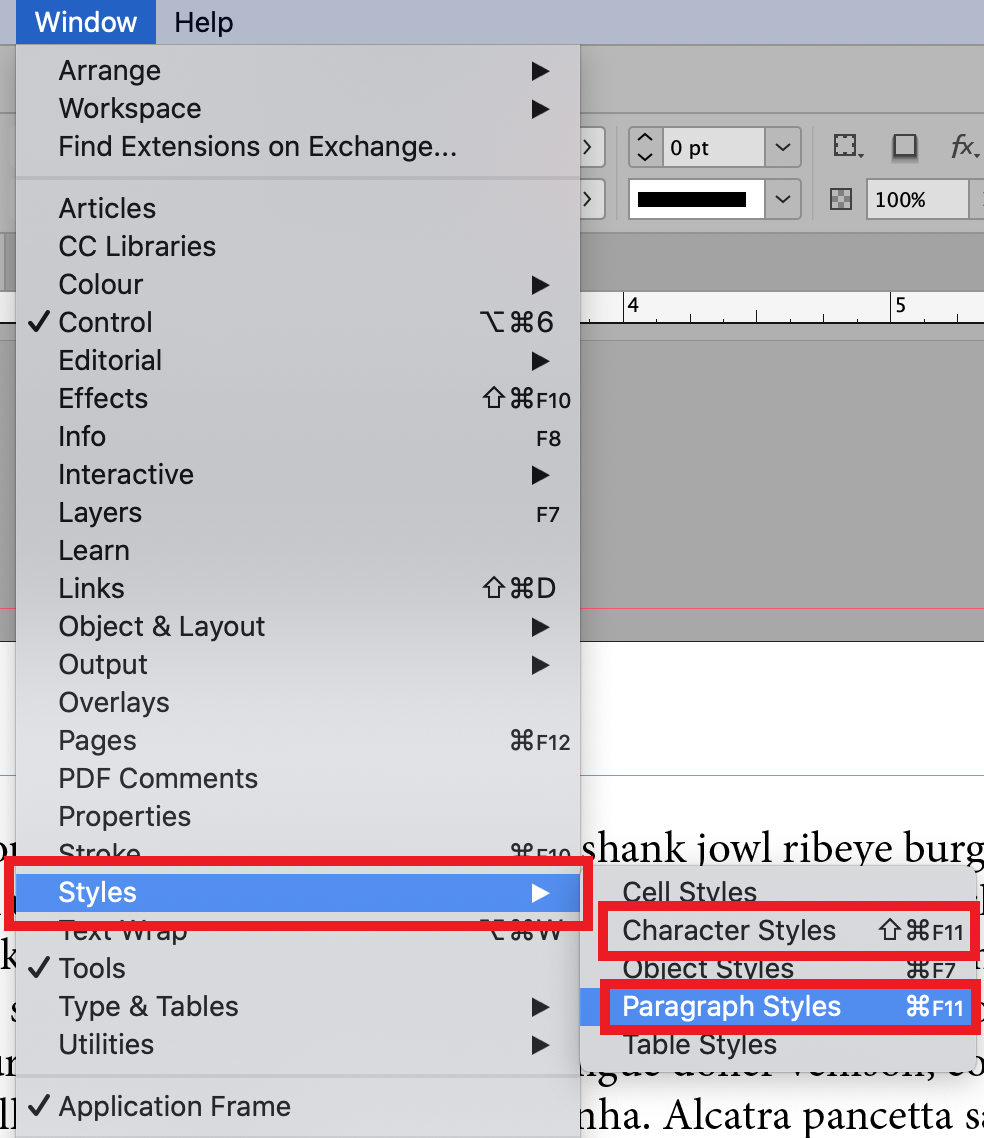 Window Help
Arrange ▶
Workspace ▶
Find Extensions on Exchange...
0 pt
Articles
100%
CC Libraries
Colour ▶
4 5
✓ Control ⌥⌘6
Editorial ▶
Effects ⇧⌘F10
Info F8
Interactive ▶
Layers F7
Learn
Links ⇧⌘D
Object & Layout ▶
Output ▶
Overlays
Pages ⌘F12
PDF Comments
Properties
Stroke ⌘F10
shank jowl ribeye burg
Styles ▶
Cell Styles
Text Wrap ⌥⌘W
Character Styles ⇧⌘F11
✓ Tools
Object Styles ⌘F7
Type & Tables ▶
Paragraph Styles ⌘F11
Utilities ▶
Table Styles
venison, co
✓ Application Frame
nha. Alcatra pancetta sa